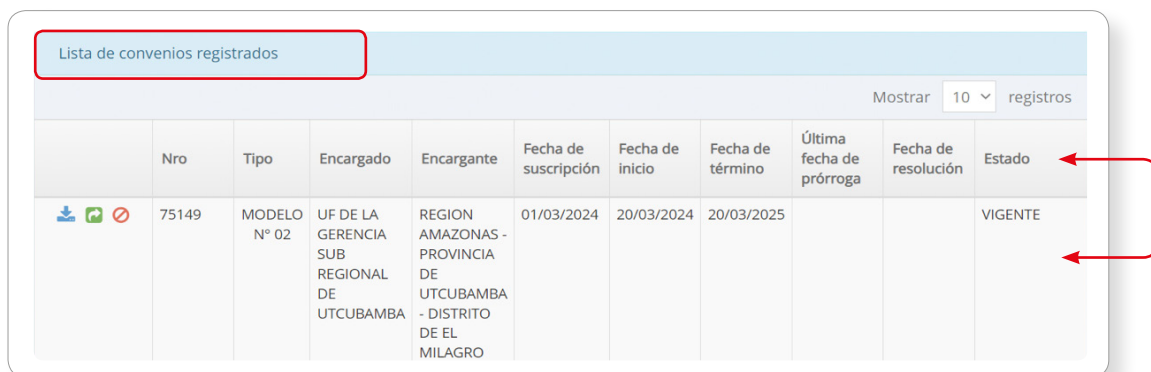 Lista de convenios registrados
Mostrar 10 registros
Nro Tipo Encargado Encargante Fecha de suscripción Fecha de inicio Fecha de término Última fecha de prórroga Fecha de resolución Estado
75149 MODELO N° 02 UF DE LA GERENCIA SUB REGIONAL DE UTCUBAMBA REGION AMAZONAS - PROVINCIA DE UTCUBAMBA - DISTRITO DE EL MILAGRO 01/03/2024 20/03/2024 20/03/2025 VIGENTE